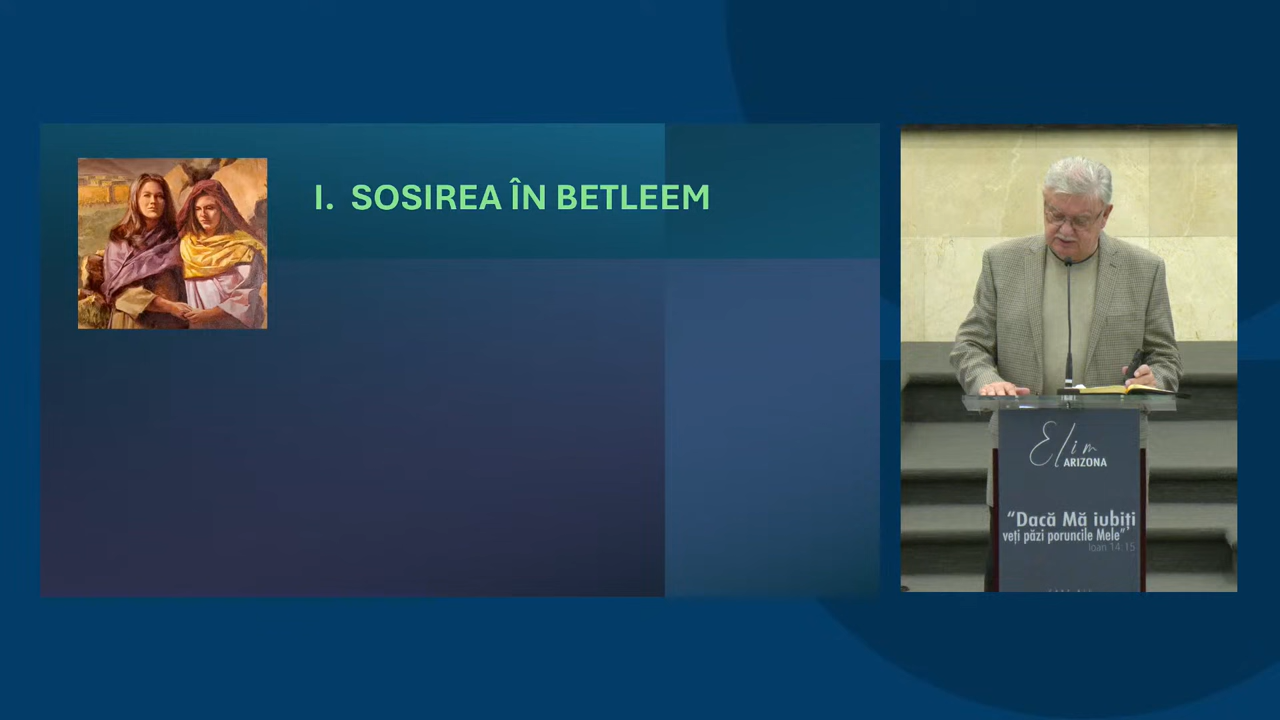 I. SOSIREA ÎN BETLEEM
Elim
ARIZONA
“Dacă Mă iubiți
veți păzi poruncile Mele”
Ioan 14:15